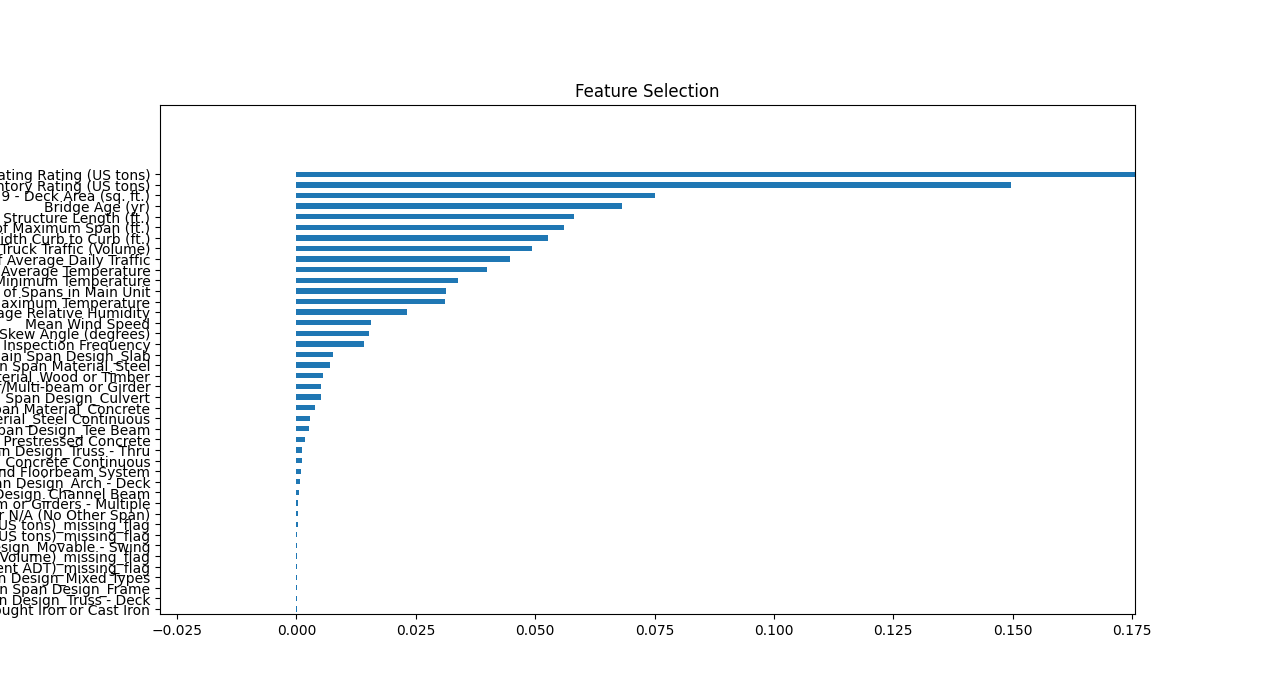 Feature Selection
ating Rating (US tons)
ntory Rating (US tons)
9 - Deck Area (sq. ft.)
Bridge Age (yr)
Structure Length (ft.)
of Maximum Span (ft.)
idth Curb to Curb (ft.)
Truck Traffic (Volume)
f Average Daily Traffic
Average Temperature
Minimum Temperature
of Spans in Main Unit
aximum Temperature
age Relative Humidity
Mean Wind Speed
Skew Angle (degrees)
Inspection Frequency
ain Span Design_Slab
n Span Material_Steel
terial_Wood or Timber
r/Multi-beam or Girder
Span Design_Culvert
pan Material_Concrete
erial_Steel Continuous
pan Design_Tee Beam
Prestressed Concrete
n Design_Truss - Thru
Concrete Continuous
nd Floorbeam System
an Design_Arch - Deck
Design_Channel Beam
m or Girders - Multiple
r N/A (No Other Span)
(US tons)_missing_flag
(US tons)_missing_flag
sign_Movable - Swing
(Volume)_missing_flag
ent ADT)_missing_flag
n Design_Mixed Types
n Span Design_Frame
n Design_Truss - Deck
ought Iron or Cast Iron
−0.025 0.000 0.025 0.050 0.075 0.100 0.125 0.150 0.175